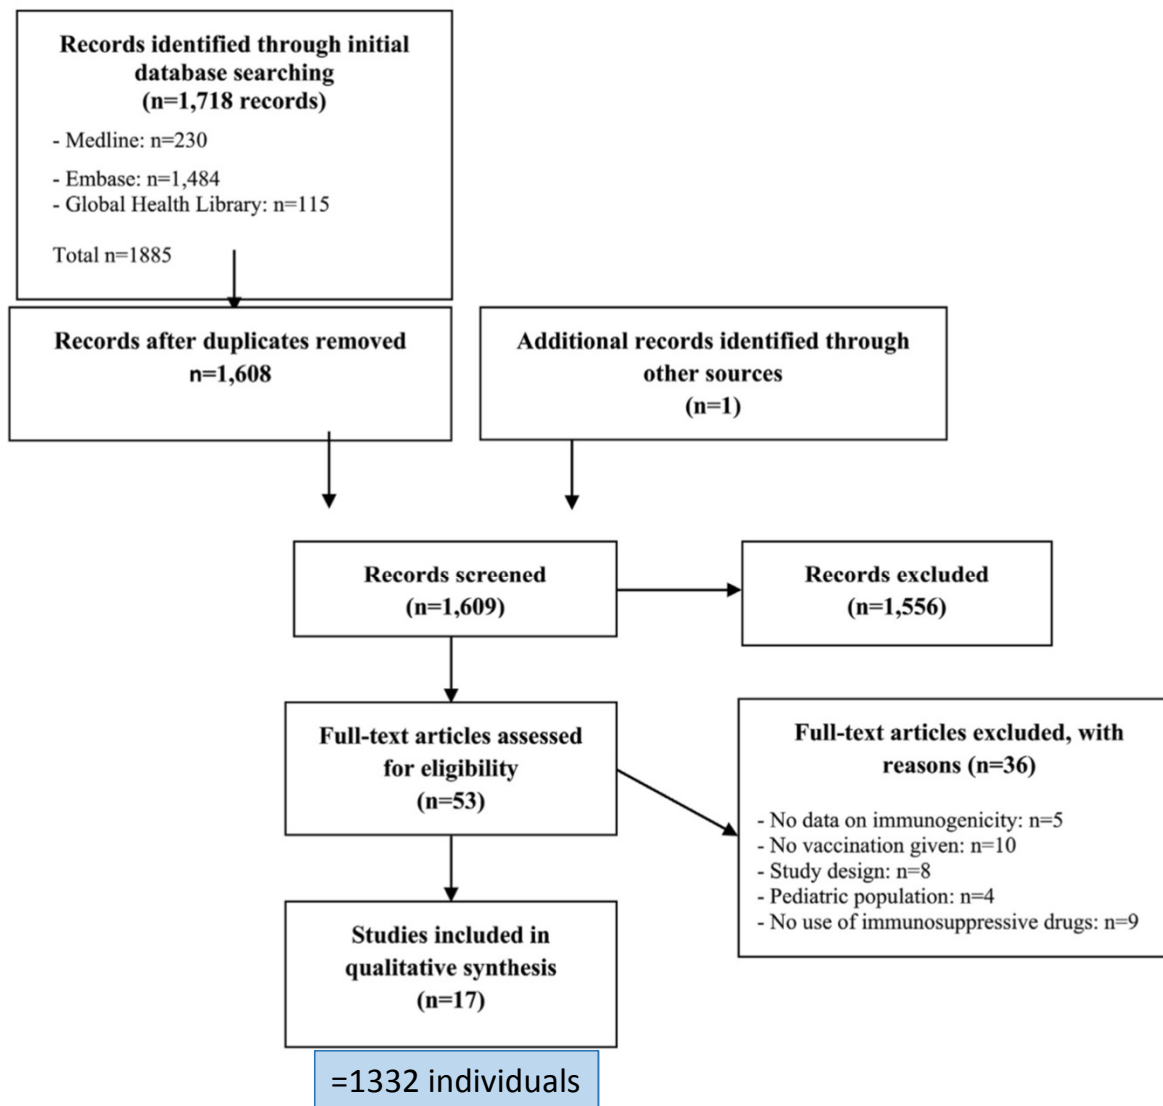 Records identified through initial
database searching
(n=1,718 records)
- Medline: n=230
- Embase: n=1,484
- Global Health Library: n=115
Total n=1885
Records after duplicates removed
n=1,608
Additional records identified through
other sources
(n=1)
Records screened
(n=1,609)
Records excluded
(n=1,556)
Full-text articles assessed
for eligibility
(n=53)
Full-text articles excluded, with
reasons (n=36)
- No data on immunogenicity: n=5
- No vaccination given: n=10
- Study design: n=8
- Pediatric population: n=4
- No use of immunosuppressive drugs: n=9
Studies included in
qualitative synthesis
(n=17)
=1332 individuals